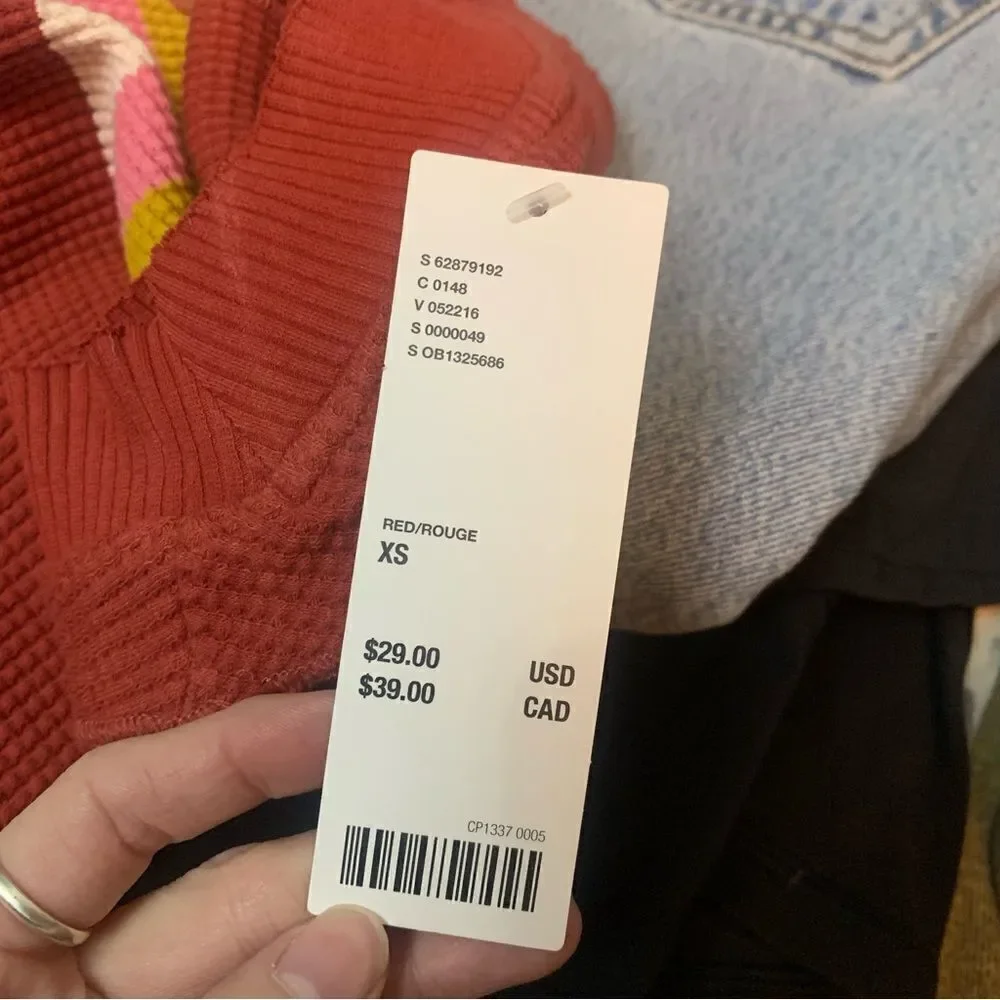 S 62879192
C 0148
V 052216
S 0000049
S OB1325686
RED/ROUGE
XS
$29.00 USD
$39.00 CAD
CP1337 0005